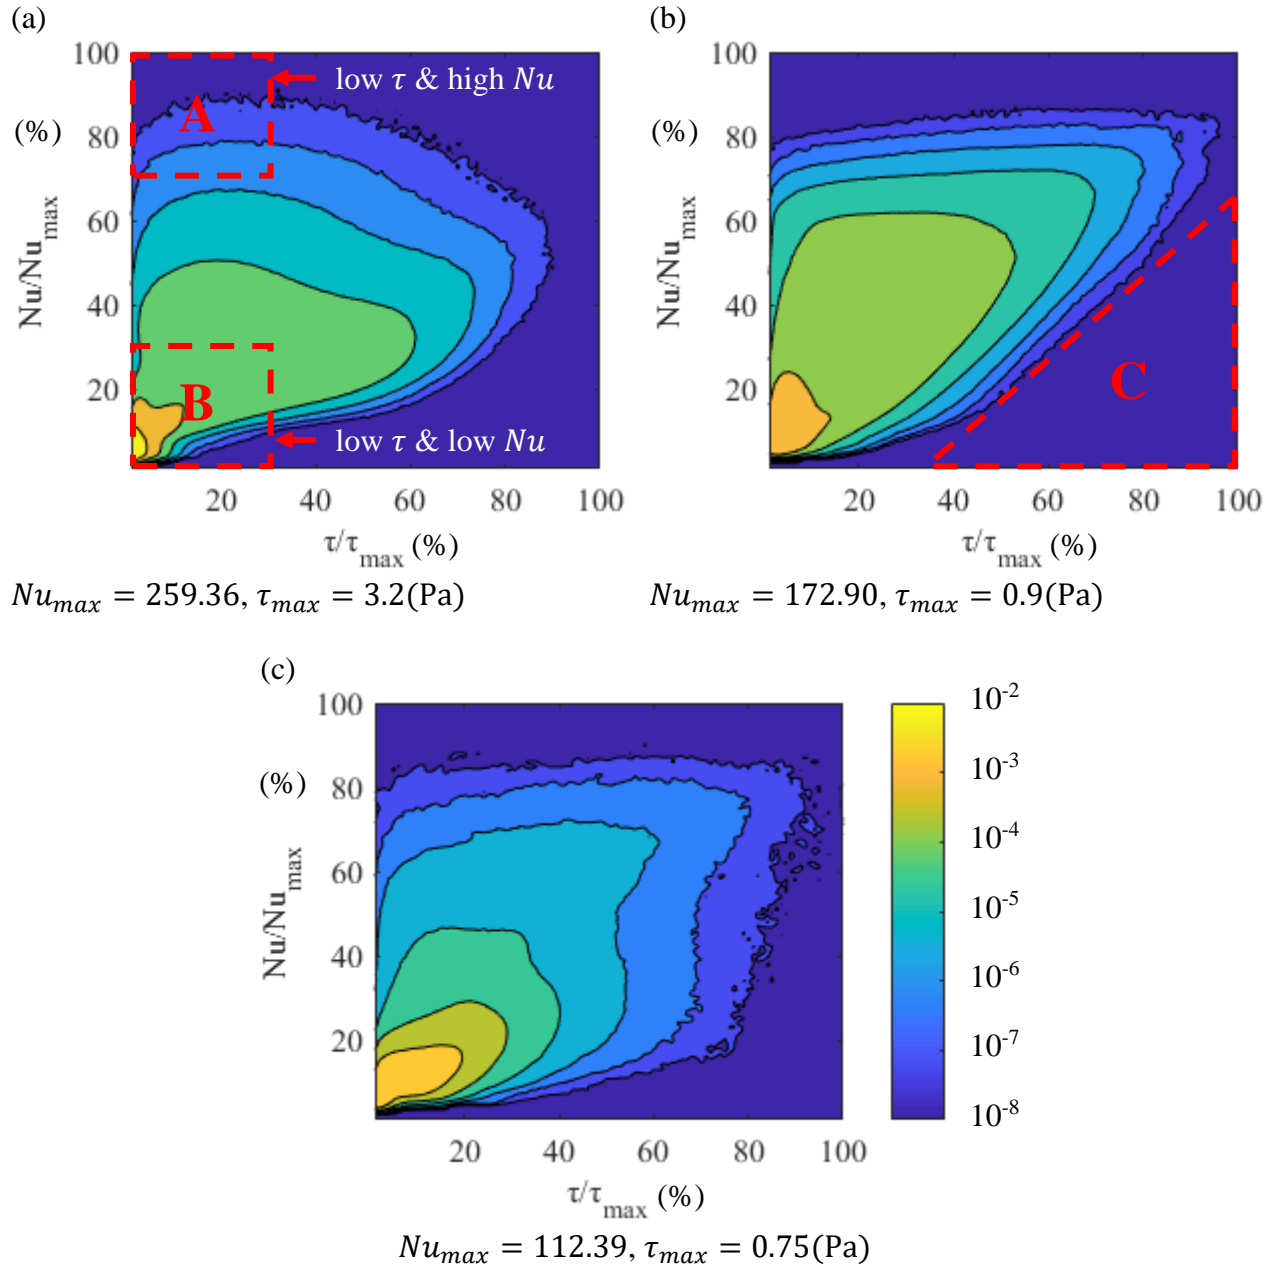 (a)
100
80
60
40
20
(%)
Nu/Nu_max
A
low τ & high Nu
B
low τ & low Nu
20 40 60 80 100
τ/τ_max (%)
Nu_max = 259.36, τ_max = 3.2(Pa)
(b)
100
80
60
40
20
(%)
Nu/Nu_max
C
20 40 60 80 100
τ/τ_max (%)
Nu_max = 172.90, τ_max = 0.9(Pa)
(c)
100
80
60
40
20
(%)
Nu/Nu_max
20 40 60 80 100
τ/τ_max (%)
10^-2
10^-3
10^-4
10^-5
10^-6
10^-7
10^-8
Nu_max = 112.39, τ_max = 0.75(Pa)